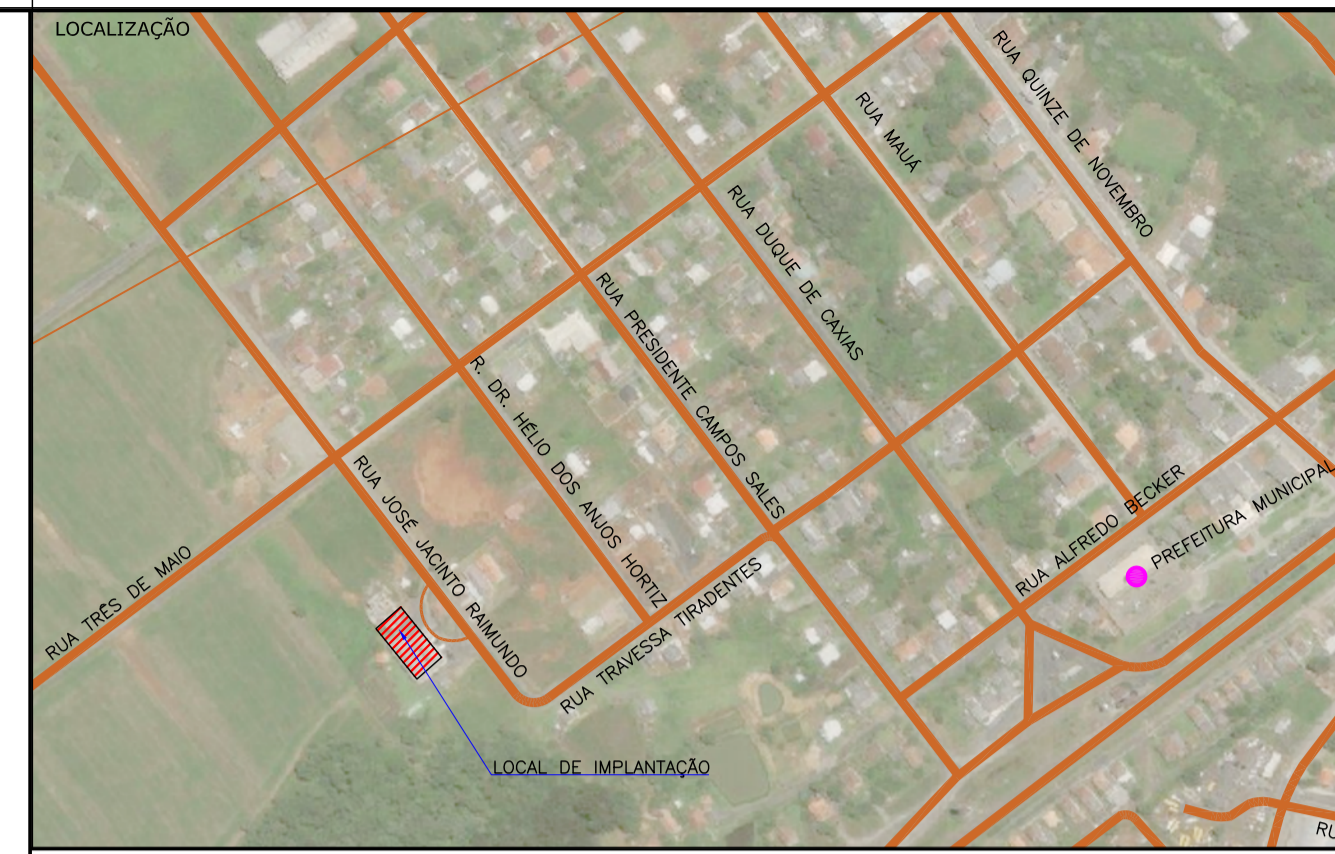 LOCALIZAÇÃO
RUA QUINZE DE NOVEMBRO
RUA MAUÁ
RUA DUQUE DE CAXIAS
RUA PRESIDENTE CAMPOS SALES
R. DR. HÉLIO DOS ANJOS HORTIZ
RUA JOSÉ JACINTO RAIMUNDO
RUA TRÊS DE MAIO
RUA TRAVESSA TIRADENTES
RUA ALFREDO BECKER
PREFEITURA MUNICIPAL
LOCAL DE IMPLANTAÇÃO
RU